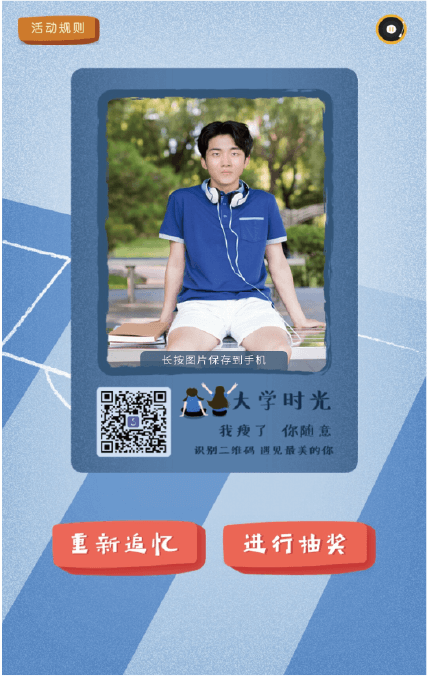 活动规则
长按图片保存到手机
大学时光
我瘦了 你随意
识别二维码 遇见最美的你
重新追忆
进行抽奖